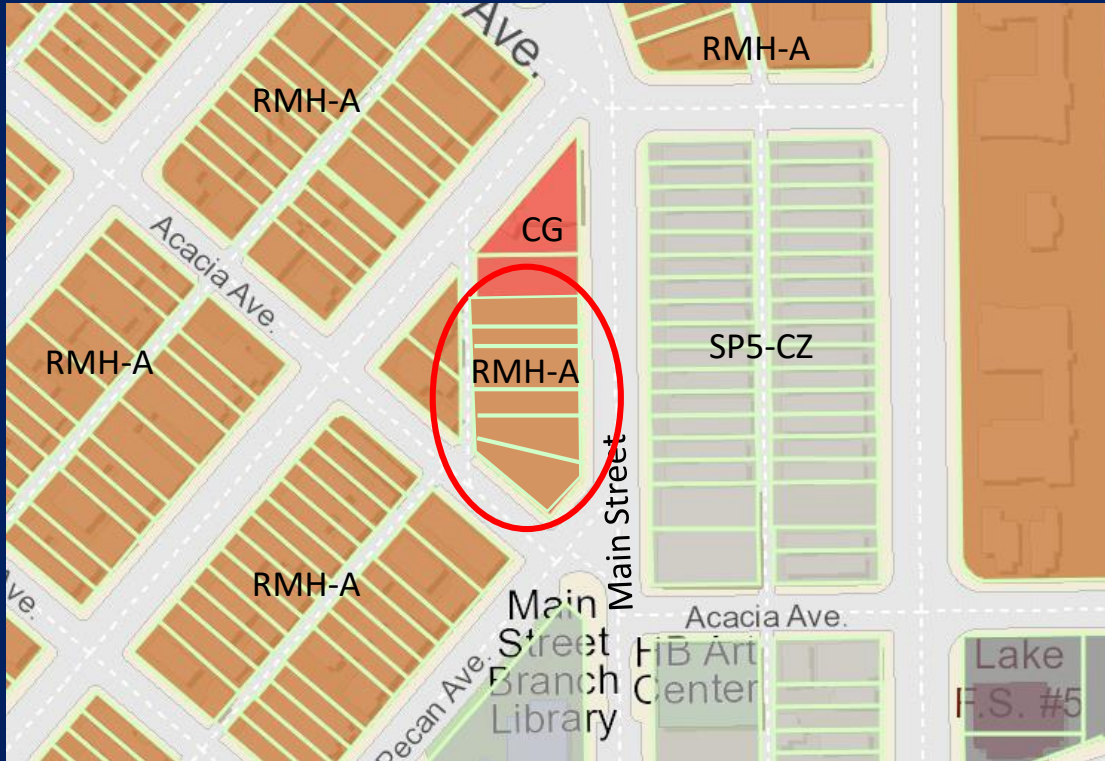 Ave.
RMH-A
RMH-A
Acacia Ave.
CG
RMH-A
RMH-A
SP5-CZ
Main Street
RMH-A
Ave.
Main
Street
Branch
Library
Pecan Ave.
Acacia Ave.
HB Art
Center
Lake
F.S. #5